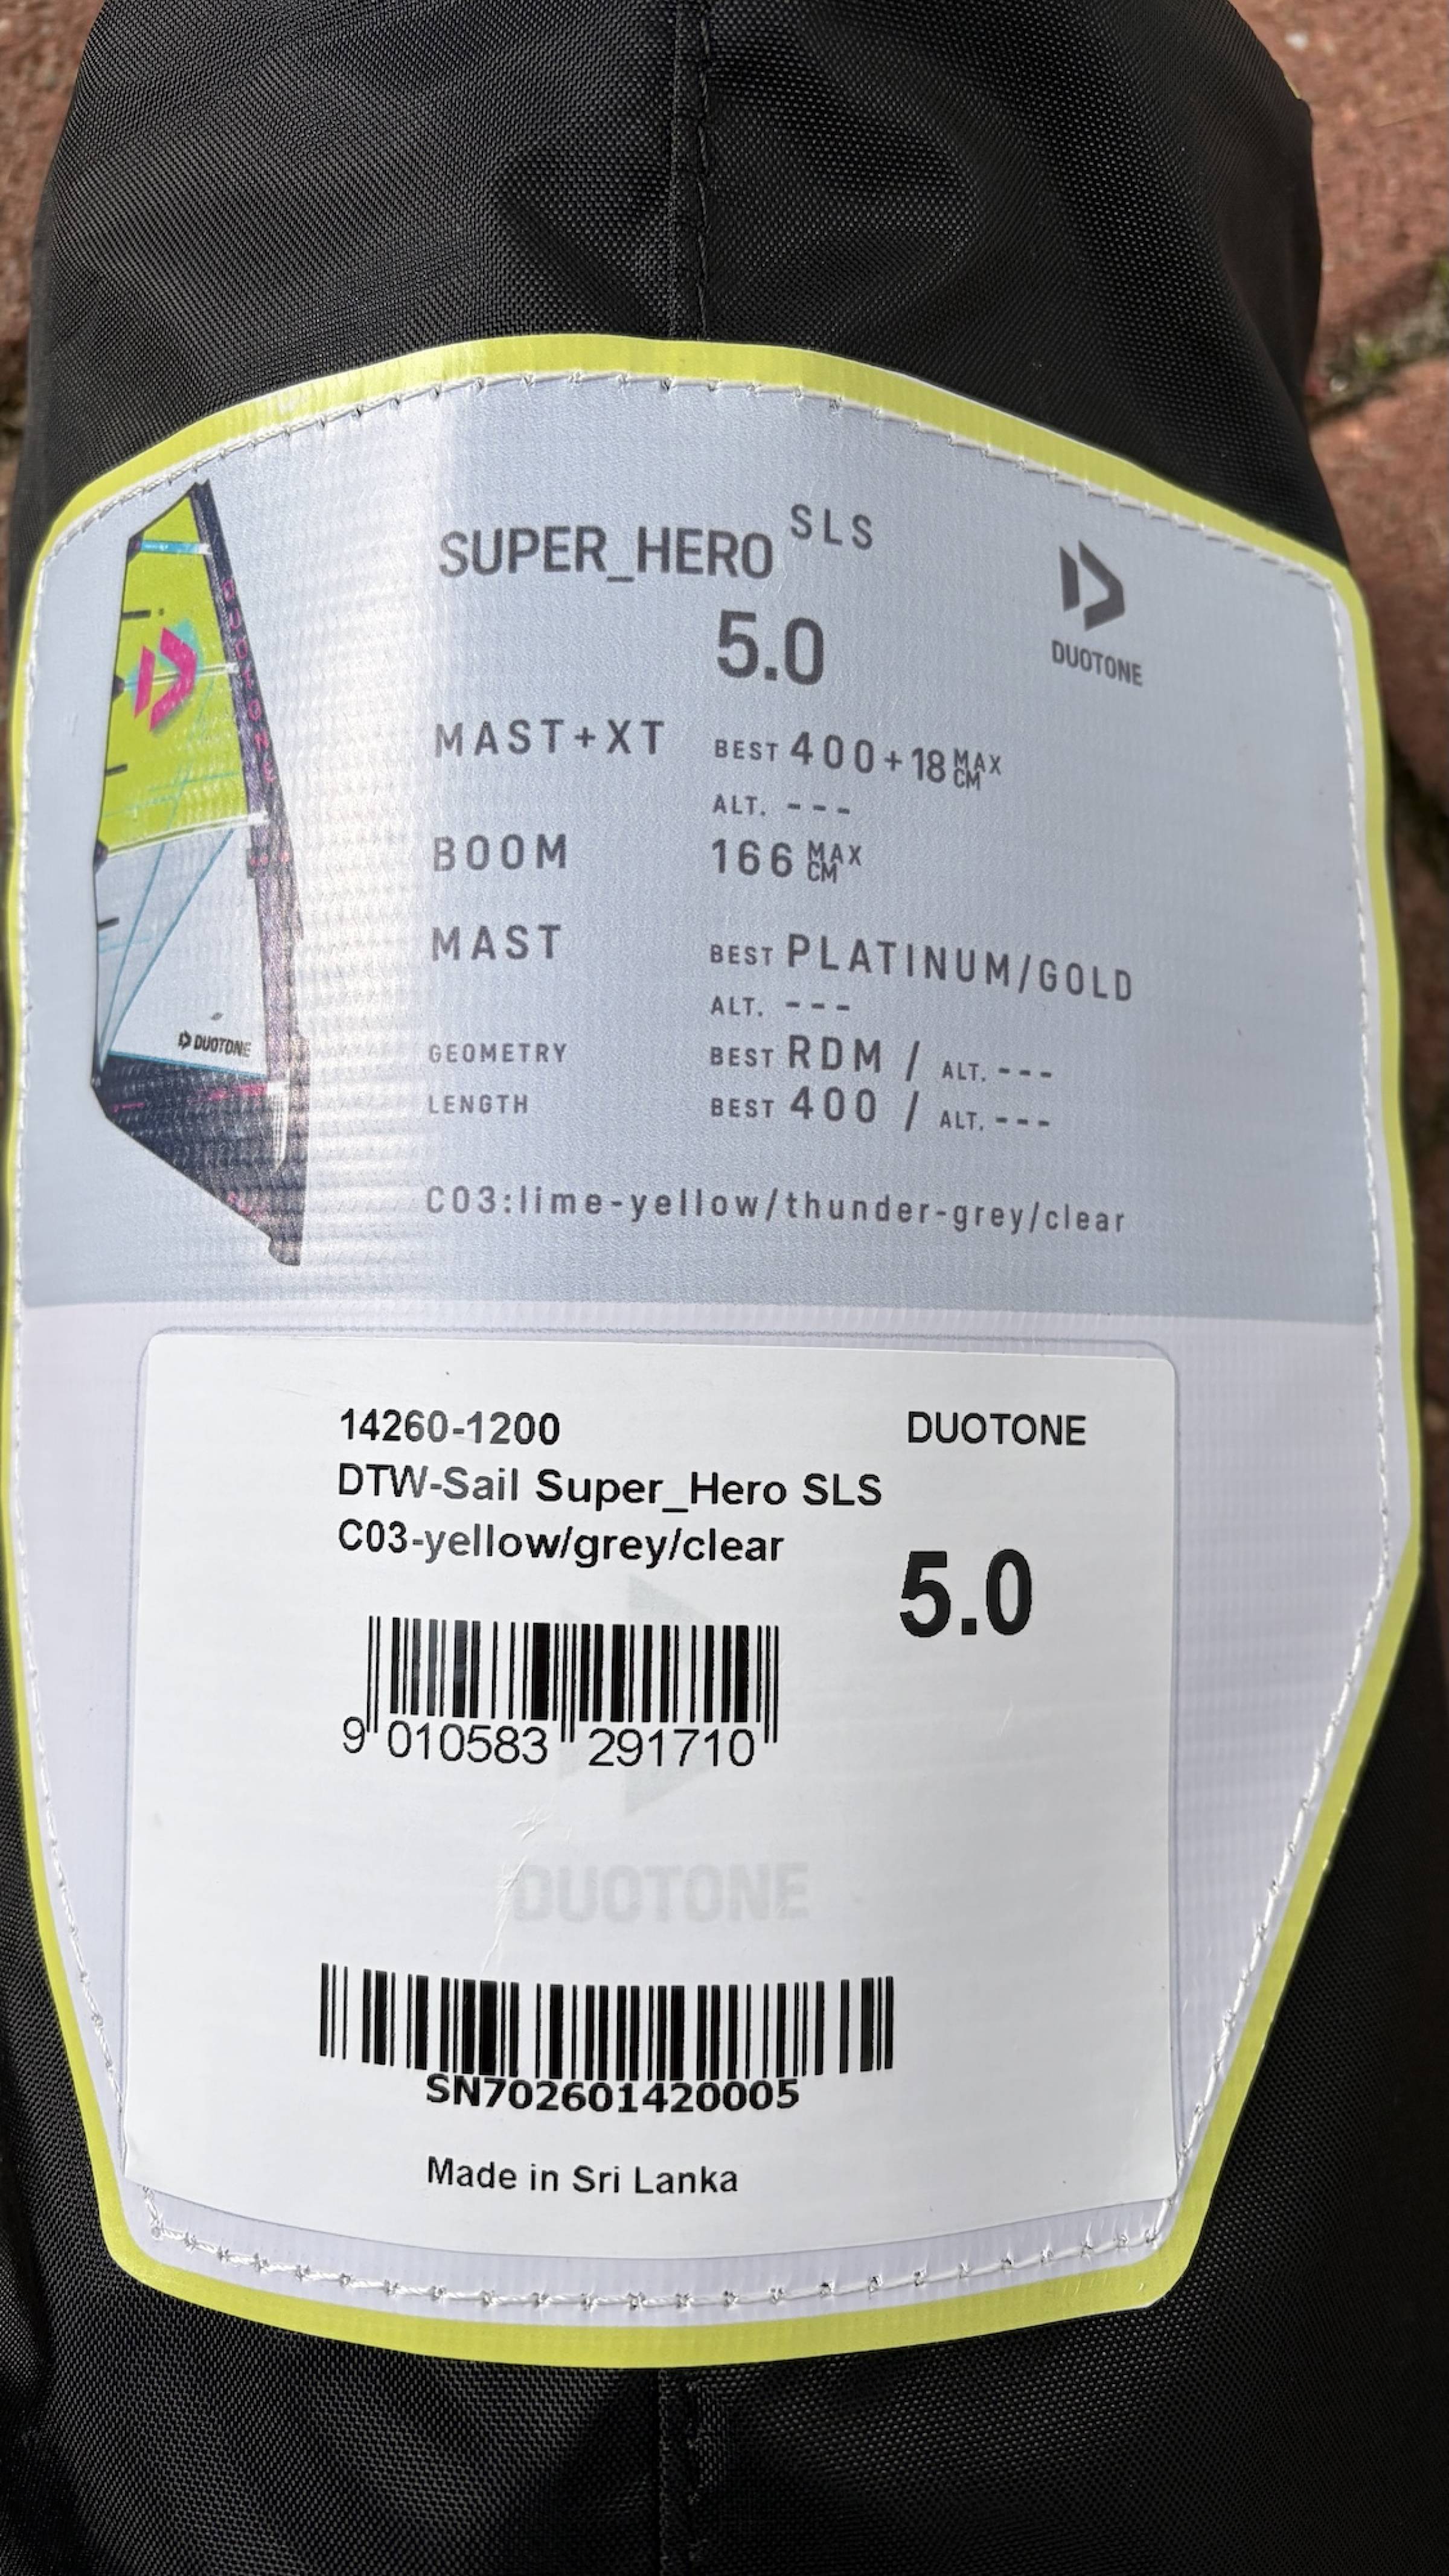 SUPER_HERO SLS
5.0
DUOTONE
MAST+XT BEST 400+18 MAX CM
ALT. ---
BOOM 166 MAX CM
MAST BEST PLATINUM/GOLD
ALT. ---
GEOMETRY BEST RDM / ALT. ---
LENGTH BEST 400 / ALT. ---
C03:lime-yellow/thunder-grey/clear
duotone
DUOTONE
14260-1200 DUOTONE
DTW-Sail Super_Hero SLS
C03-yellow/grey/clear
5.0
9 010583 291710
DUOTONE
SN702601420005
Made in Sri Lanka